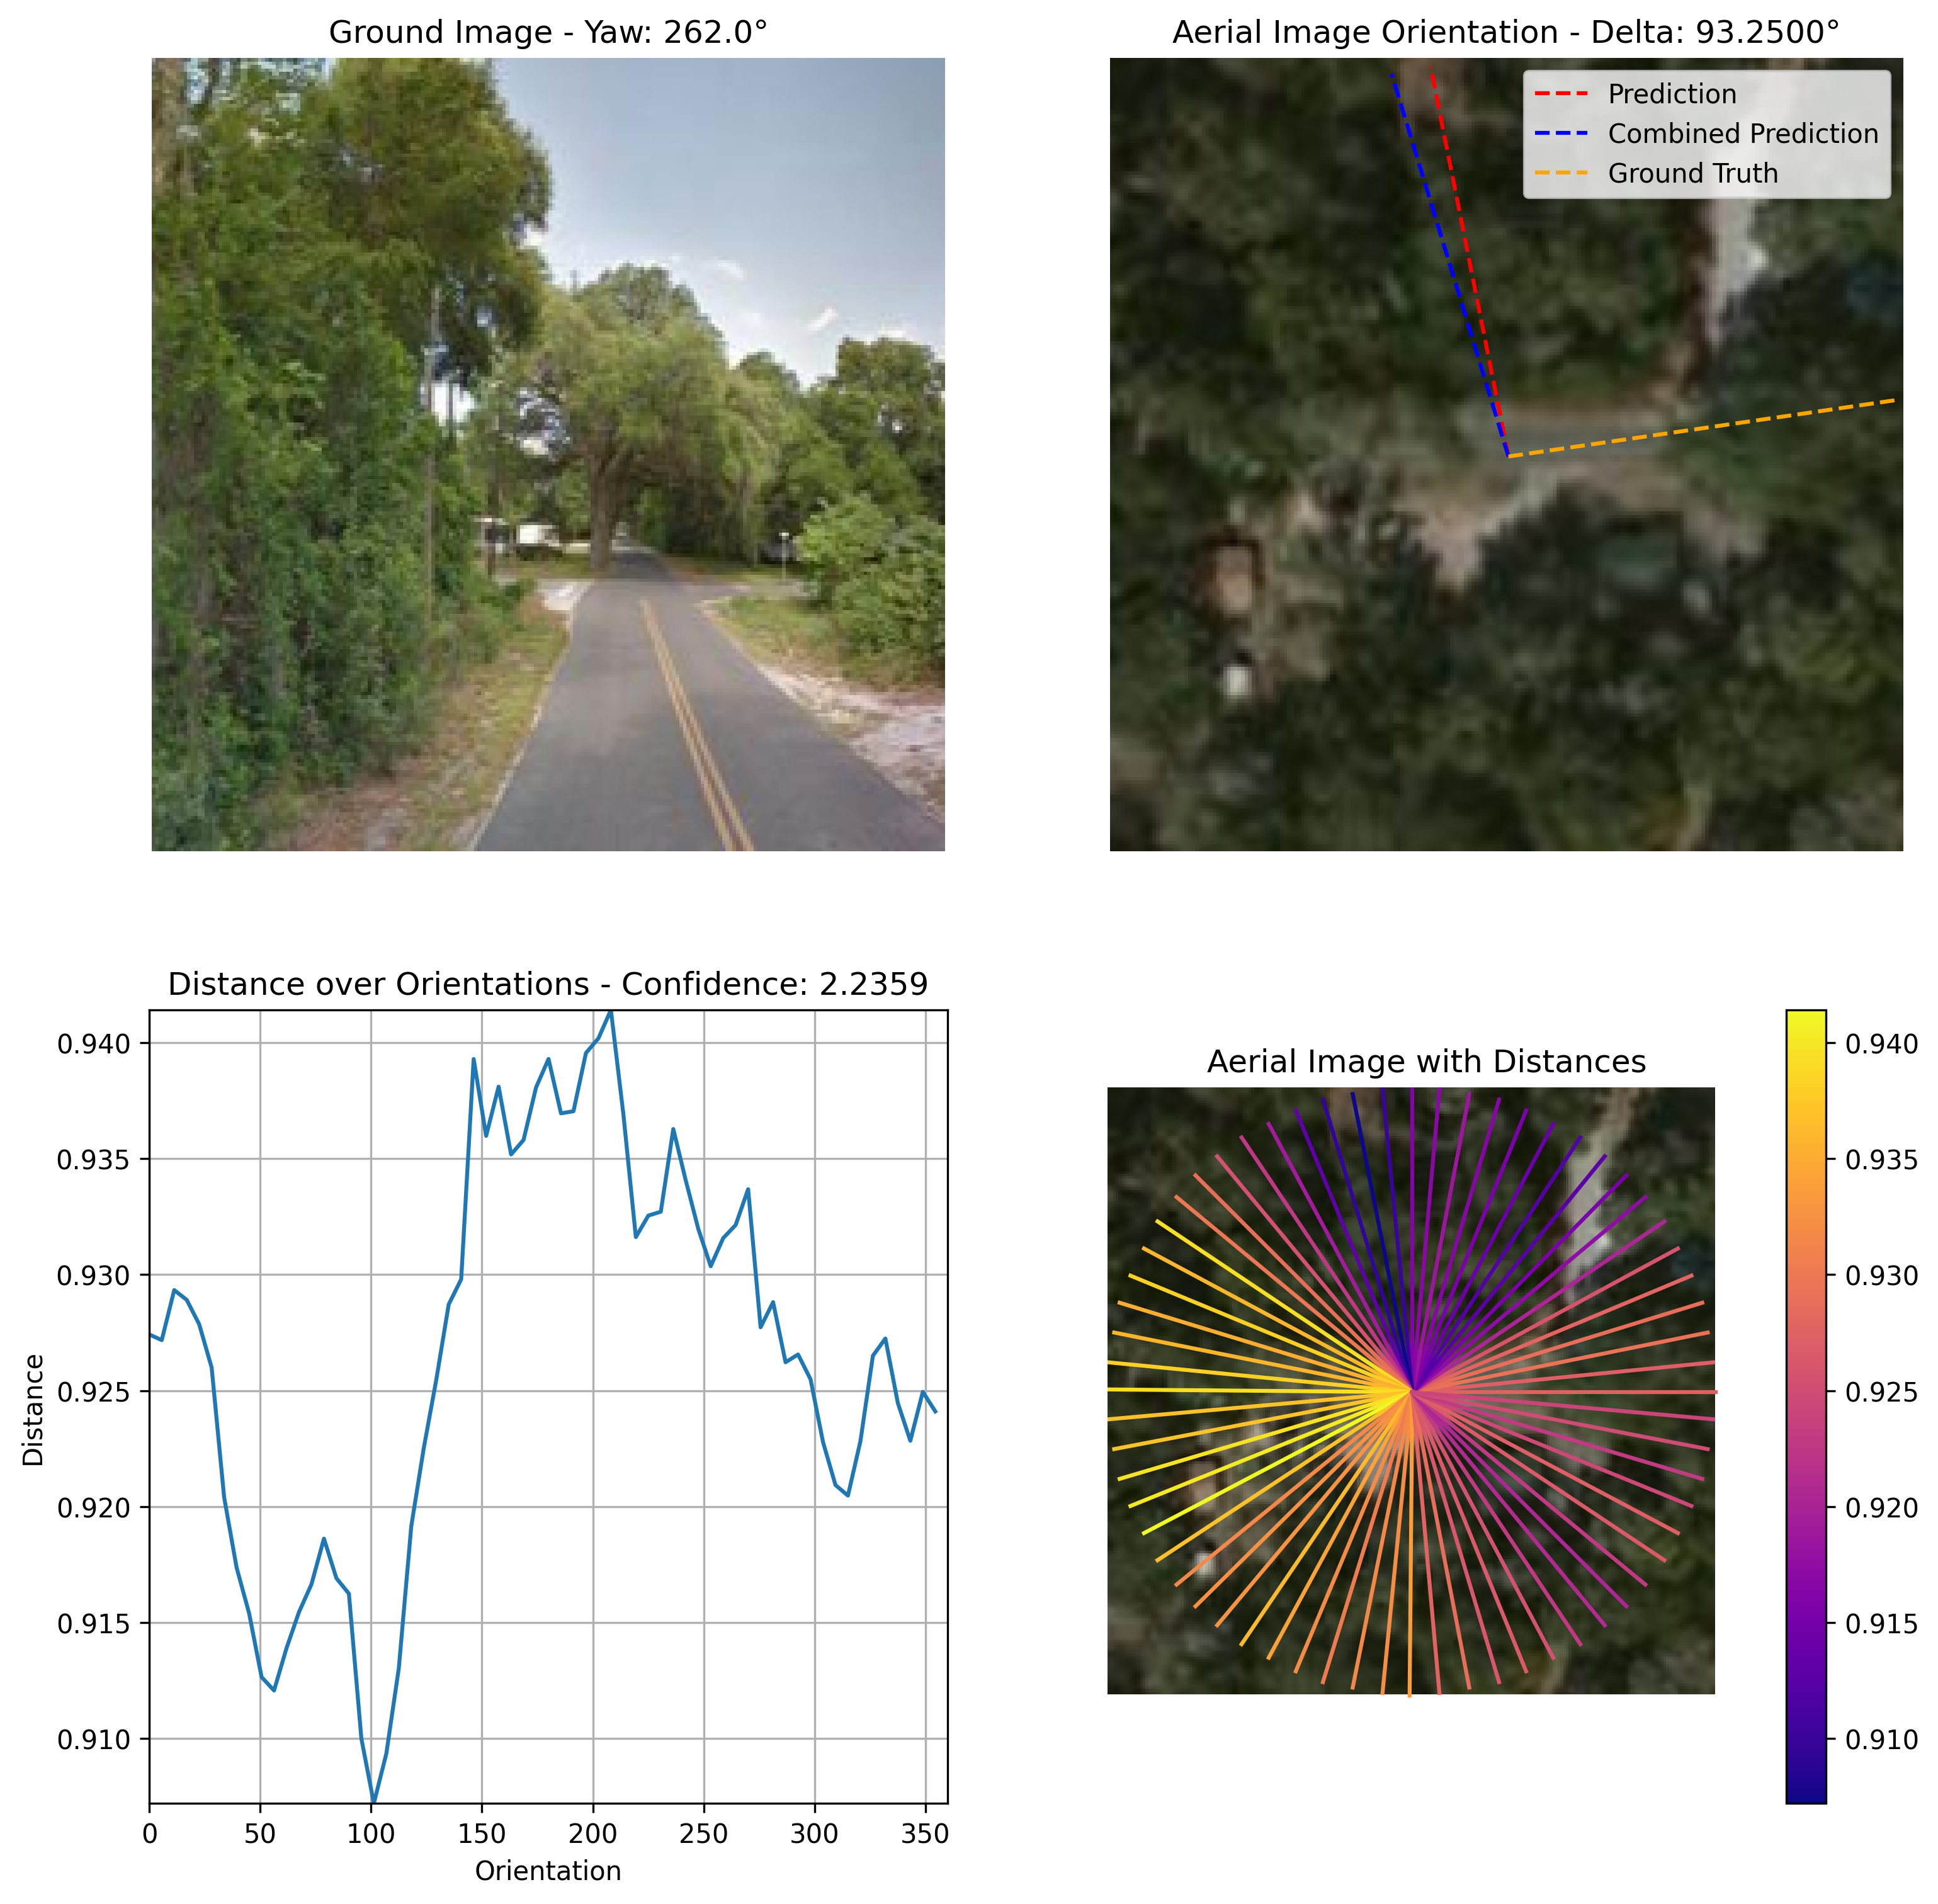 Ground Image - Yaw: 262.0°
Aerial Image Orientation - Delta: 93.2500°
Prediction
Combined Prediction
Ground Truth
Distance over Orientations - Confidence: 2.2359
0.940
0.935
0.930
0.925
0.920
0.915
0.910
Distance
0
50
100
150
200
250
300
350
Orientation
Aerial Image with Distances
0.940
0.935
0.930
0.925
0.920
0.915
0.910